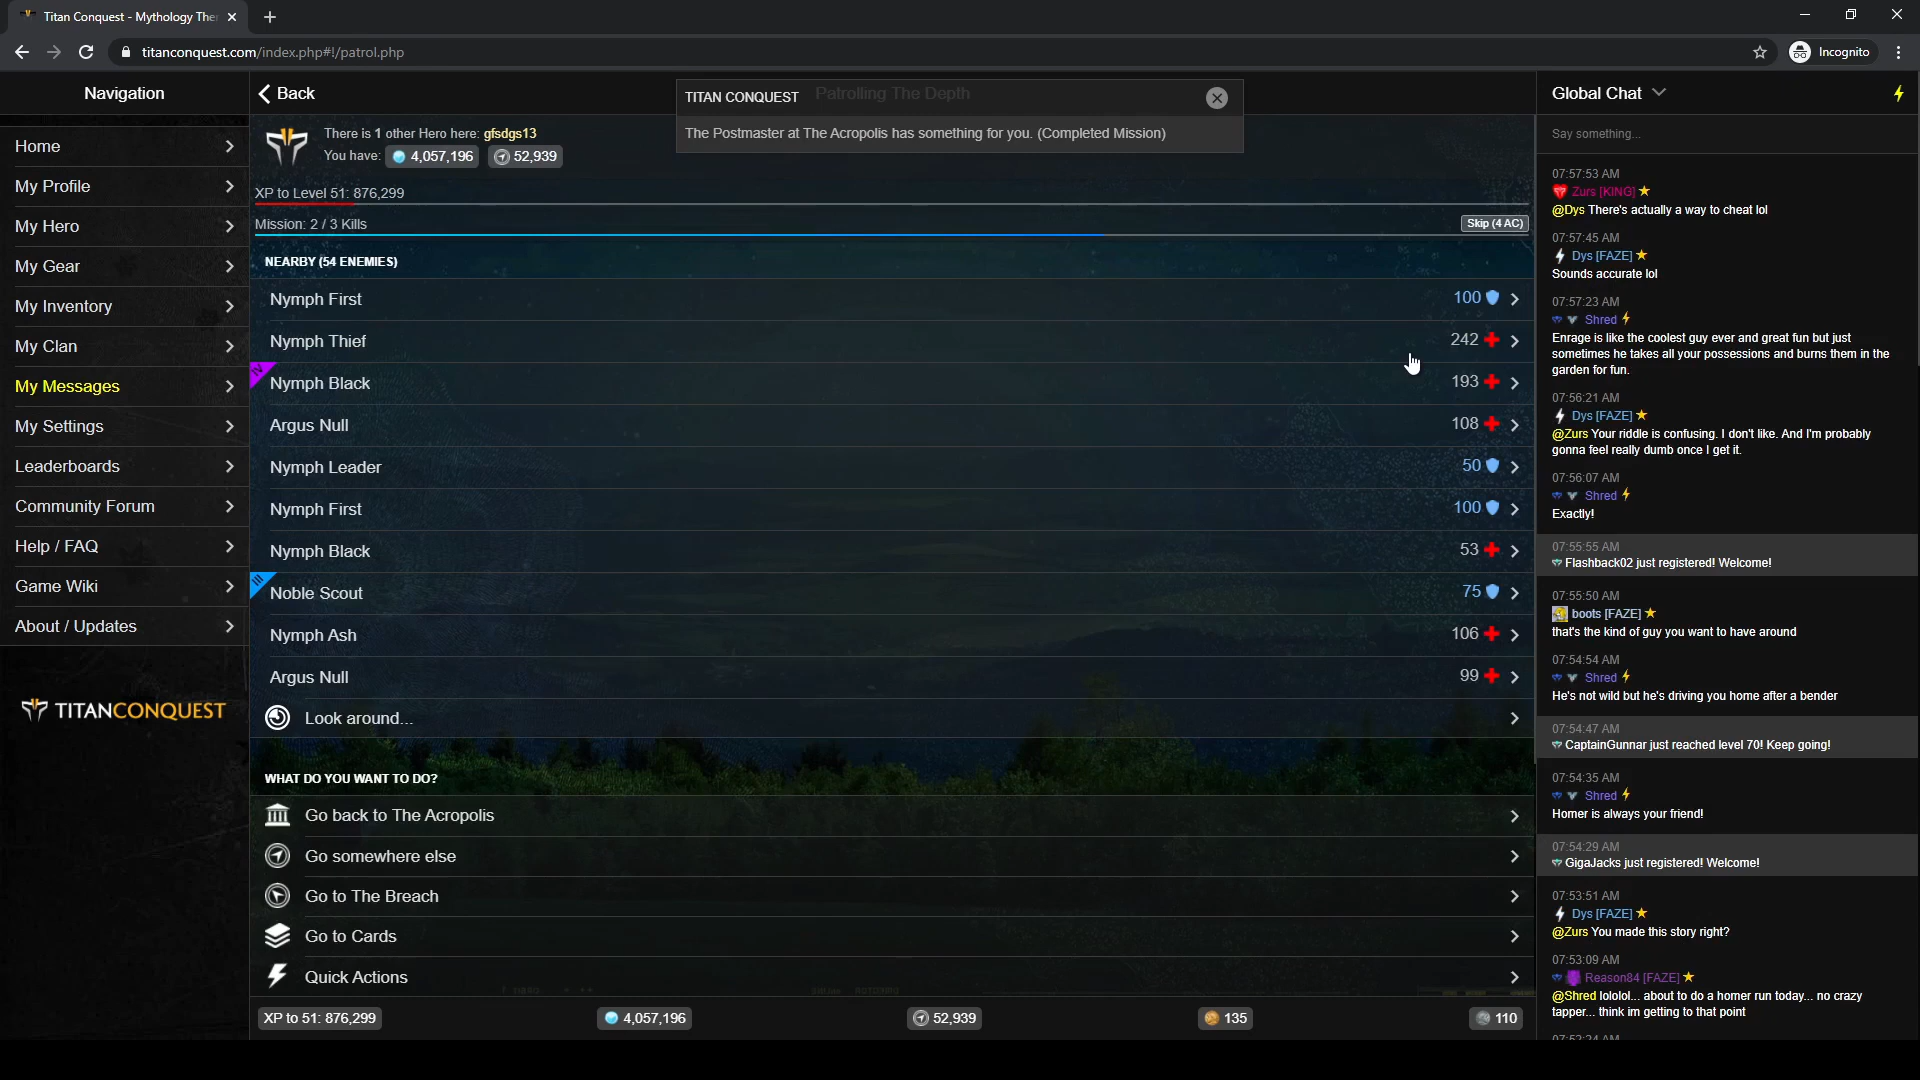 Titan Conquest - Mythology The
titanconquest.com/index.php#!/patrol.php
Incognito
Navigation
Home
My Profile
My Hero
My Gear
My Inventory
My Clan
My Messages
My Settings
Leaderboards
Community Forum
Help / FAQ
Game Wiki
About / Updates
TITANCONQUEST
Back
Patrolling The Depth
TITAN CONQUEST
The Postmaster at The Acropolis has something for you. (Completed Mission)
There is 1 other Hero here: gfsdgs13
You have: 4,057,196 52,939
XP to Level 51: 876,299
Mission: 2 / 3 Kills
Skip (4 AC)
NEARBY (54 ENEMIES)
Nymph First 100
Nymph Thief 242
IV
Nymph Black 193
Argus Null 108
Nymph Leader 50
Nymph First 100
Nymph Black 53
III
Noble Scout 75
Nymph Ash 106
Argus Null 99
Look around...
WHAT DO YOU WANT TO DO?
Go back to The Acropolis
Go somewhere else
Go to The Breach
Go to Cards
Quick Actions
XP to 51: 876,299 4,057,196 52,939 135 110
Global Chat
Say something...
07:57:53 AM
Zurs [KING]
@Dys There's actually a way to cheat lol
07:57:45 AM
Dys [FAZE]
Sounds accurate lol
07:57:23 AM
Shred
Enrage is like the coolest guy ever and great fun but just
sometimes he takes all your possessions and burns them in the
garden for fun.
07:56:21 AM
Dys [FAZE]
@Zurs Your riddle is confusing. I don't like. And I'm probably
gonna feel really dumb once I get it.
07:56:07 AM
Shred
Exactly!
07:55:55 AM
Flashback02 just registered! Welcome!
07:55:50 AM
boots [FAZE]
that's the kind of guy you want to have around
07:54:54 AM
Shred
He's not wild but he's driving you home after a bender
07:54:47 AM
CaptainGunnar just reached level 70! Keep going!
07:54:35 AM
Shred
Homer is always your friend!
07:54:29 AM
GigaJacks just registered! Welcome!
07:53:51 AM
Dys [FAZE]
@Zurs You made this story right?
07:53:09 AM
Reason84 [FAZE]
@Shred lololol... about to do a homer run today... no crazy
tapper... think im getting to that point
07:52:24 AM